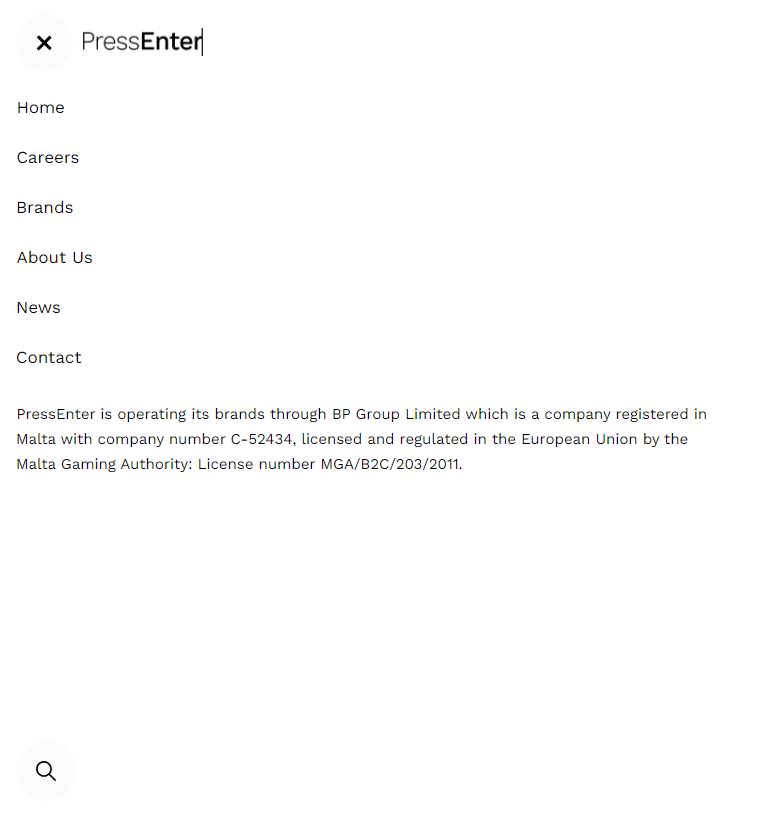 PressEnter
Home
Careers
Brands
About Us
News
Contact
PressEnter is operating its brands through BP Group Limited which is a company registered in
Malta with company number C-52434, licensed and regulated in the European Union by the
Malta Gaming Authority: License number MGA/B2C/203/2011.